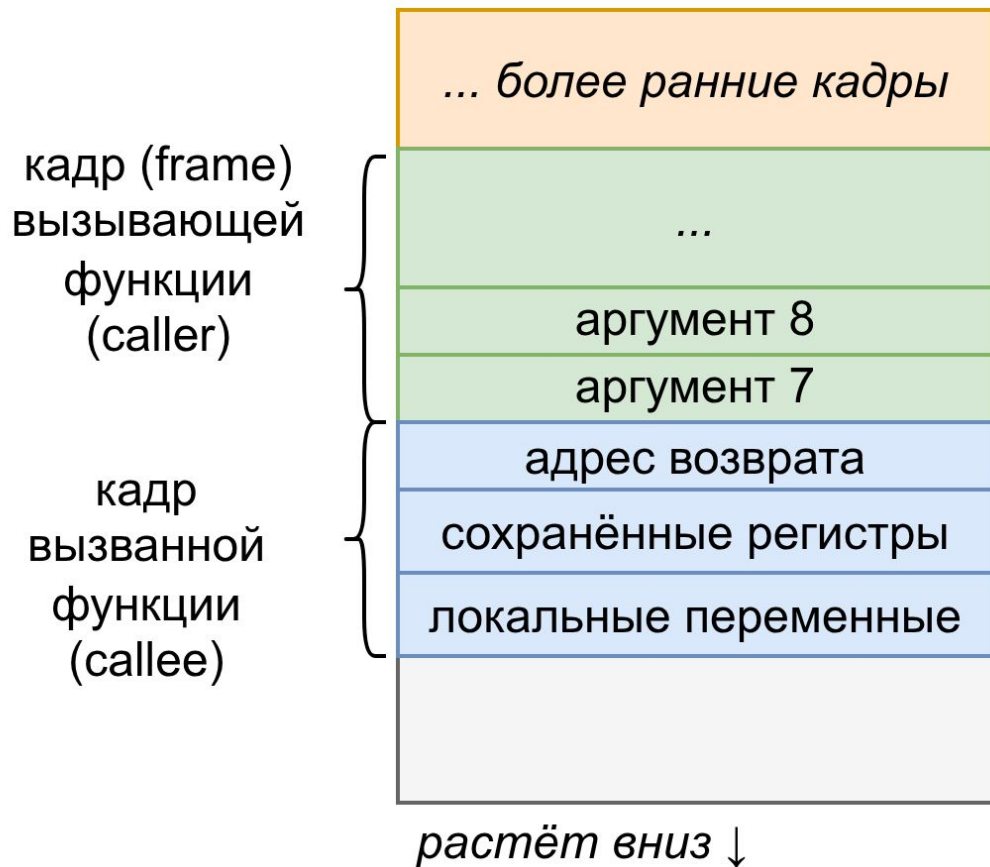 ... более ранние кадры
кадр (frame)
вызывающей
функции
(caller)
...
аргумент 8
аргумент 7
кадр
вызванной
функции
(callee)
адрес возврата
сохранённые регистры
локальные переменные
растёт вниз ↓